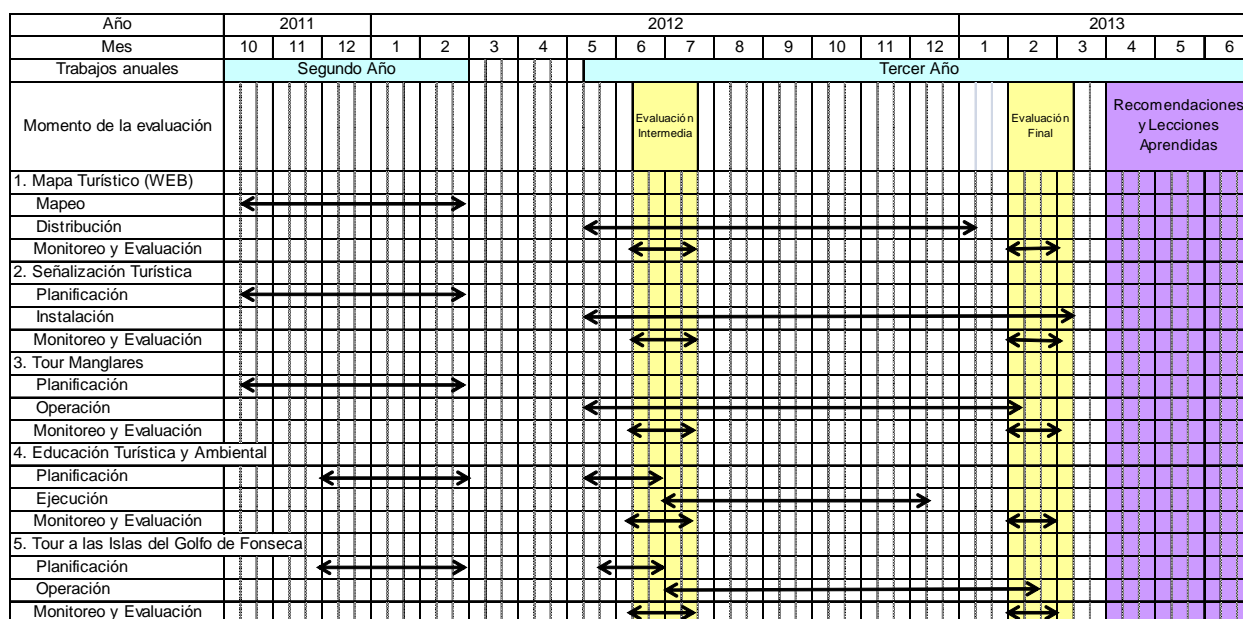 Año 2011 2012 2013
Mes 10 11 12 1 2 3 4 5 6 7 8 9 10 11 12 1 2 3 4 5 6
Trabajos anuales Segundo Año Tercer Año
Momento de la evaluación
Evaluación
Intermedia
Evaluación
Final
Recomendaciones
y Lecciones
Aprendidas
1. Mapa Turístico (WEB)
Mapeo
Distribución
Monitoreo y Evaluación
2. Señalización Turística
Planificación
Instalación
Monitoreo y Evaluación
3. Tour Manglares
Planificación
Operación
Monitoreo y Evaluación
4. Educación Turística y Ambiental
Planificación
Ejecución
Monitoreo y Evaluación
5. Tour a las Islas del Golfo de Fonseca
Planificación
Operación
Monitoreo y Evaluación